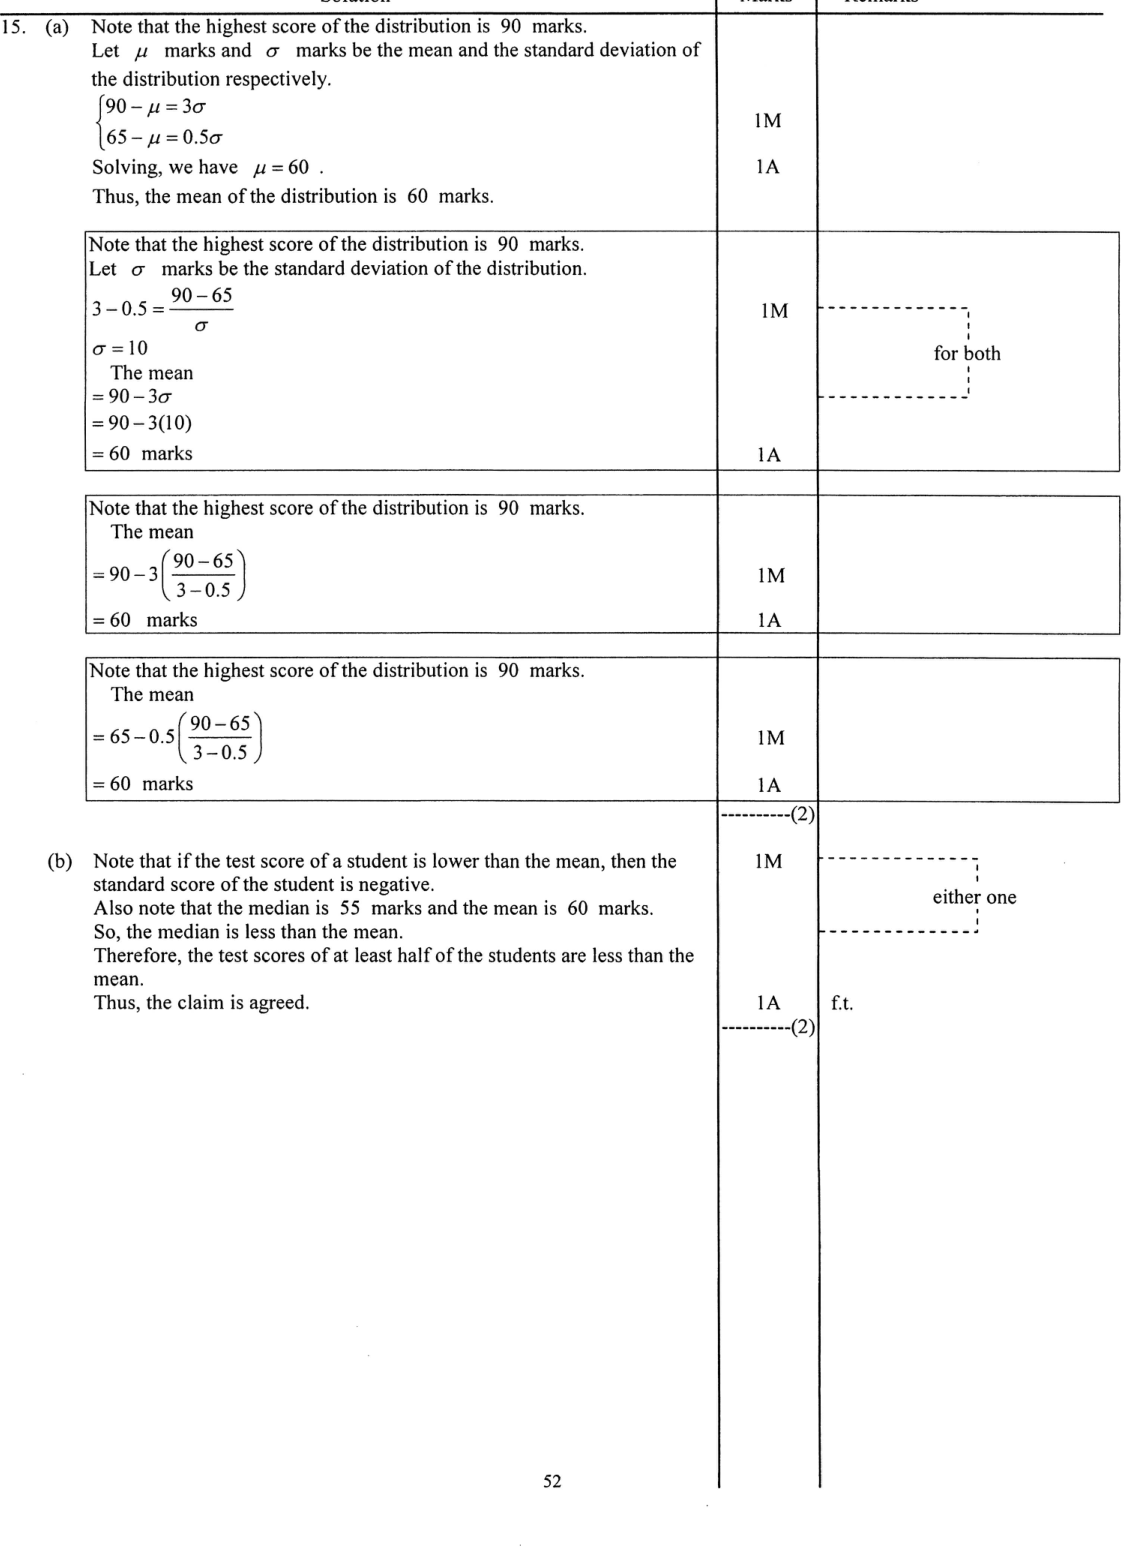 Solution Marks Remarks
15. (a) Note that the highest score of the distribution is 90 marks.
Let μ marks and σ marks be the mean and the standard deviation of
the distribution respectively.
{90 − μ = 3σ
65 − μ = 0.5σ 1M
Solving, we have μ = 60 . 1A
Thus, the mean of the distribution is 60 marks.
Note that the highest score of the distribution is 90 marks.
Let σ marks be the standard deviation of the distribution.
3 − 0.5 = (90 − 65)/σ 1M
σ = 10 for both
The mean
= 90 − 3σ
= 90 − 3(10)
= 60 marks 1A
Note that the highest score of the distribution is 90 marks.
The mean
= 90 − 3((90 − 65)/(3 − 0.5)) 1M
= 60 marks 1A
Note that the highest score of the distribution is 90 marks.
The mean
= 65 − 0.5((90 − 65)/(3 − 0.5)) 1M
= 60 marks 1A
----------(2)
(b) Note that if the test score of a student is lower than the mean, then the 1M
standard score of the student is negative.
either one
Also note that the median is 55 marks and the mean is 60 marks.
So, the median is less than the mean.
Therefore, the test scores of at least half of the students are less than the
mean.
Thus, the claim is agreed. 1A f.t.
----------(2)
52